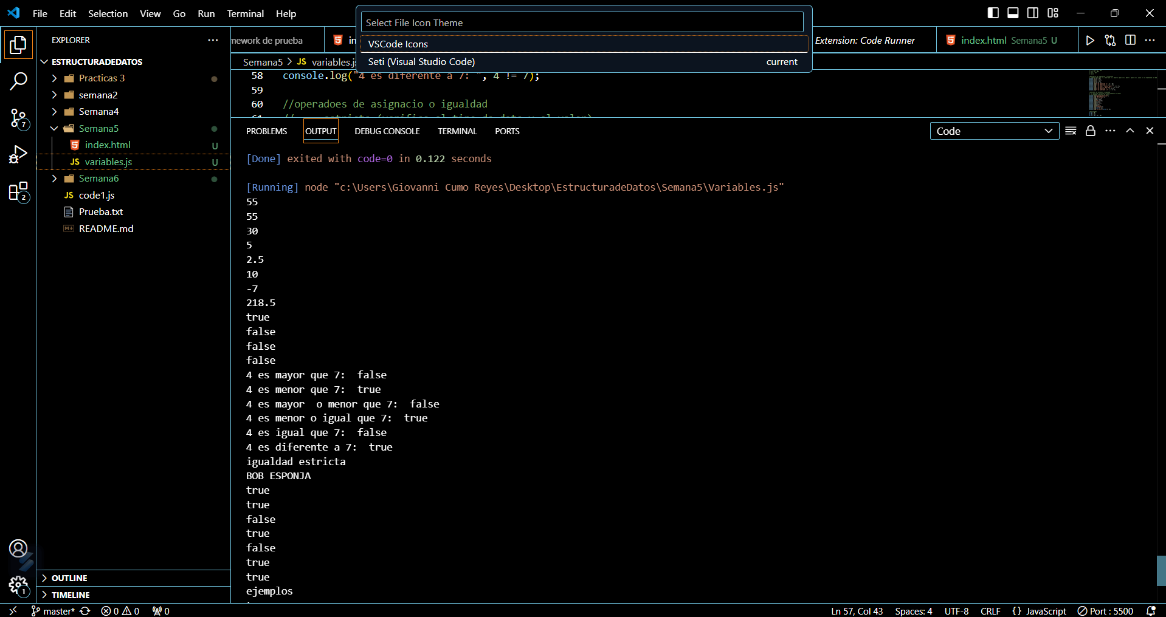 File Edit Selection View Go Run Terminal Help
Select File Icon Theme
VSCode Icons
Seti (Visual Studio Code) current
EXPLORER
ESTRUCTURADEDATOS
Practicas 3
semana2
Semana4
Semana5
index.html U
JS variables.js U
Semana6
JS code1.js
Prueba.txt
README.md
OUTLINE
TIMELINE
7
2
1
mework de prueba
Extension: Code Runner
index.html Semana5 U
Semana5 > JS variables.js
58 console.log("4 es diferente a 7: ", 4 != 7);
59
60 //operadoes de asignacio o igualdad
PROBLEMS OUTPUT DEBUG CONSOLE TERMINAL PORTS
Code
[Done] exited with code=0 in 0.122 seconds
[Running] node "c:\Users\Giovanni Cumo Reyes\Desktop\EstructuradeDatos\Semana5\Variables.js"
55
55
30
5
2.5
10
-7
218.5
true
false
false
false
4 es mayor que 7:  false
4 es menor que 7:  true
4 es mayor  o menor que 7:  false
4 es menor o igual que 7:  true
4 es igual que 7:  false
4 es diferente a 7:  true
igualdad estricta
BOB ESPONJA
true
true
false
true
false
true
true
ejemplos
master* 0 0 0
Ln 57, Col 43 Spaces: 4 UTF-8 CRLF {} JavaScript Port : 5500